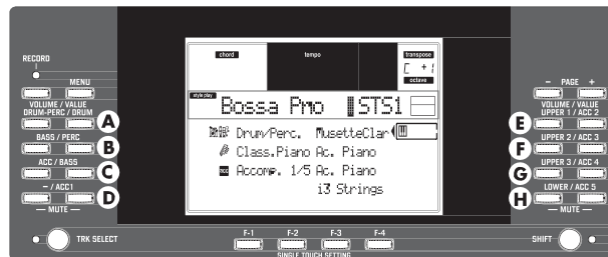 RECORD
MENU
VOLUME / VALUE
DRUM-PERC / DRUM
A
BASS / PERC
B
ACC / BASS
C
– / ACC1
D
— MUTE —
TRK SELECT
chord
tempo
transpose
[ +1
octave
style play
Bossa Pno
STS1
Drum/Perc. MusetteClar
Class.Piano Ac. Piano
Accomp. 1/5 Ac. Piano
i3 Strings
F-1 F-2 F-3 F-4
SINGLE TOUCH SETTING
– PAGE +
VOLUME / VALUE
UPPER 1 / ACC 2
E
UPPER 2 / ACC 3
F
UPPER 3 / ACC 4
G
LOWER / ACC 5
H
— MUTE —
SHIFT